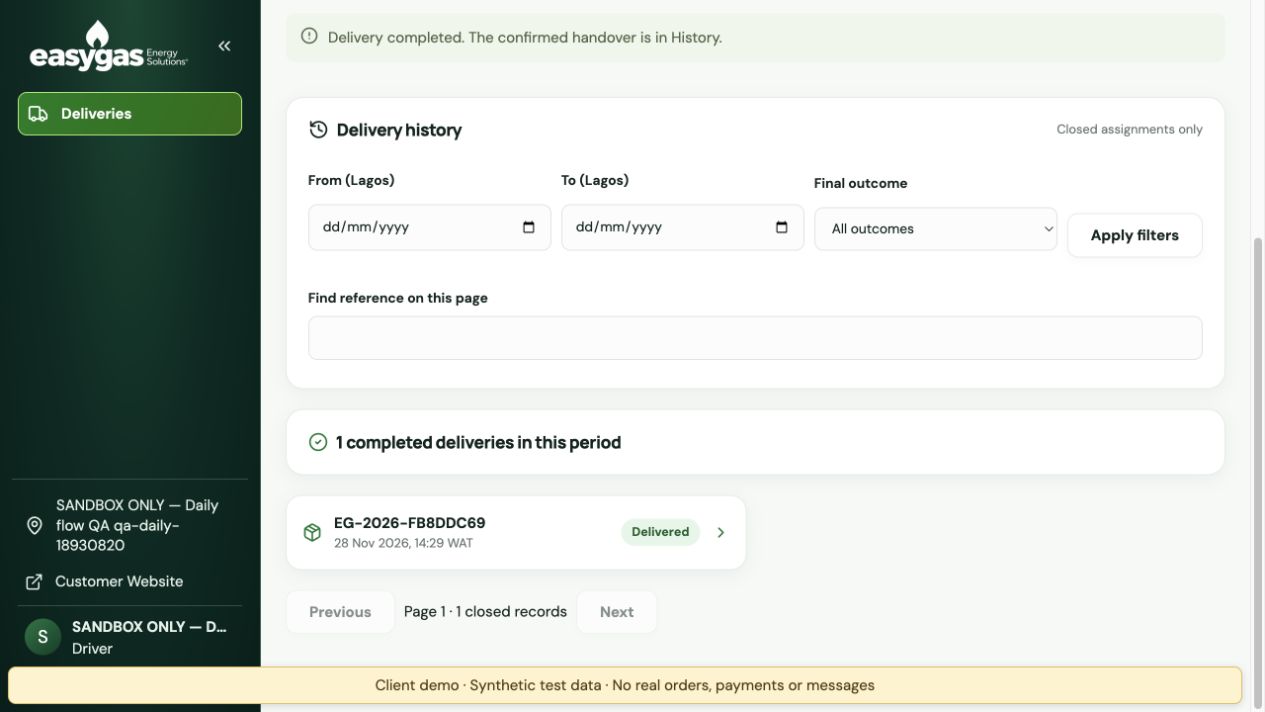 easygas Energy Solutions
Deliveries
SANDBOX ONLY — Daily
flow QA qa-daily-
18930820
Customer Website
S
SANDBOX ONLY — D...
Driver
Delivery completed. The confirmed handover is in History.
Delivery history
Closed assignments only
From (Lagos)
To (Lagos)
Final outcome
dd/mm/yyyy
dd/mm/yyyy
All outcomes
Apply filters
Find reference on this page
1 completed deliveries in this period
EG-2026-FB8DDC69
28 Nov 2026, 14:29 WAT
Delivered
Previous
Page 1 · 1 closed records
Next
Client demo · Synthetic test data · No real orders, payments or messages